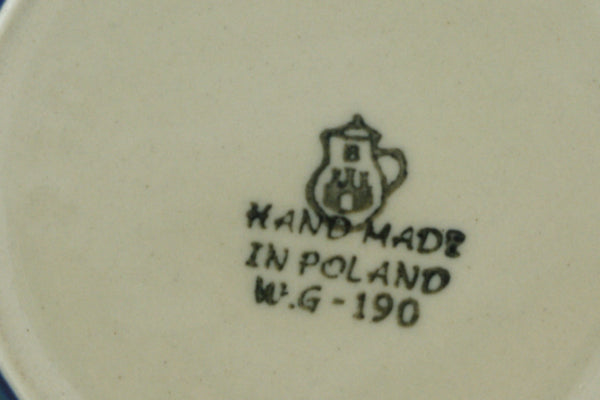 B
HAND MADE
IN POLAND
W.G - 190